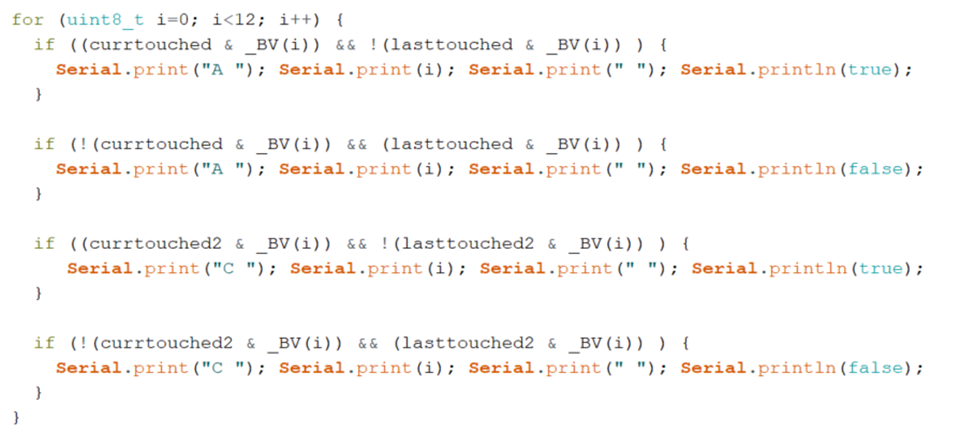 for (uint8_t i=0; i<12; i++) {
  if ((currtouched & _BV(i)) && !(lasttouched & _BV(i)) ) {
    Serial.print("A "); Serial.print(i); Serial.print(" "); Serial.println(true);
  }

  if (!(currtouched & _BV(i)) && (lasttouched & _BV(i)) ) {
    Serial.print("A "); Serial.print(i); Serial.print(" "); Serial.println(false);
  }

  if ((currtouched2 & _BV(i)) && !(lasttouched2 & _BV(i)) ) {
     Serial.print("C "); Serial.print(i); Serial.print(" "); Serial.println(true);
  }

  if (!(currtouched2 & _BV(i)) && (lasttouched2 & _BV(i)) ) {
    Serial.print("C "); Serial.print(i); Serial.print(" "); Serial.println(false);
  }
}